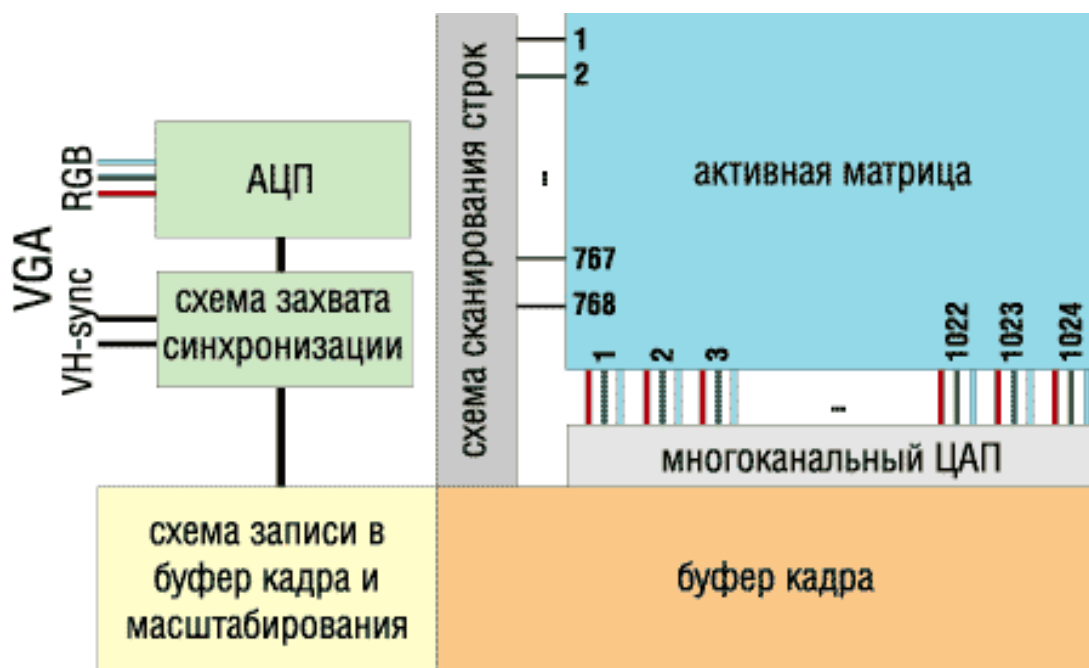 VGA
RGB
VH-sync
АЦП
схема захвата
синхронизации
схема записи в
буфер кадра и
масштабирования
схема сканирования строк
1
2
...
767
768
активная матрица
1
2
3
...
1022
1023
1024
многоканальный ЦАП
буфер кадра